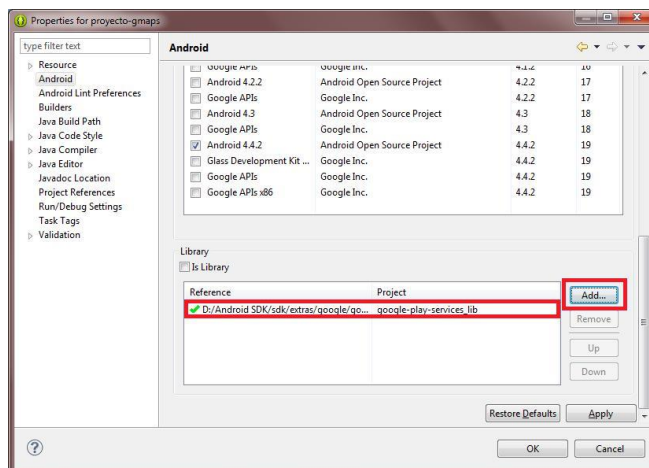 Properties for proyecto-gmaps
type filter text
Android
Resource
Android
Android Lint Preferences
Builders
Java Build Path
Java Code Style
Java Compiler
Java Editor
Javadoc Location
Project References
Run/Debug Settings
Task Tags
Validation
Google APIs Google Inc. 4.1.2 16
Android 4.2.2 Android Open Source Project 4.2.2 17
Google APIs Google Inc. 4.2.2 17
Android 4.3 Android Open Source Project 4.3 18
Google APIs Google Inc. 4.3 18
Android 4.4.2 Android Open Source Project 4.4.2 19
Glass Development Kit ... Google Inc. 4.4.2 19
Google APIs Google Inc. 4.4.2 19
Google APIs x86 Google Inc. 4.4.2 19
Library
Is Library
Reference Project
D:/Android SDK/sdk/extras/google/go... google-play-services_lib
Add...
Remove
Up
Down
Restore Defaults Apply
? OK Cancel